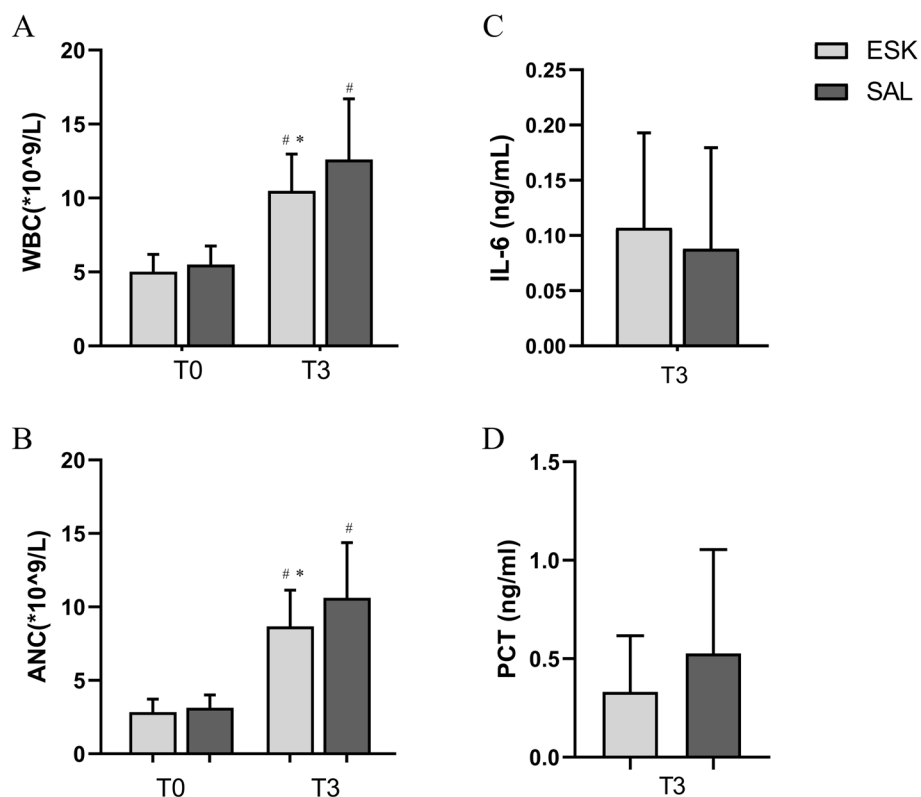 A
20
15
10
5
0
WBC(*10^9/L)
# *
#
T0
T3
C
0.25
0.20
0.15
0.10
0.05
0.00
IL-6 (ng/mL)
T3
ESK
SAL
B
20
15
10
5
0
ANC(*10^9/L)
# *
#
T0
T3
D
1.5
1.0
0.5
0.0
PCT (ng/ml)
T3